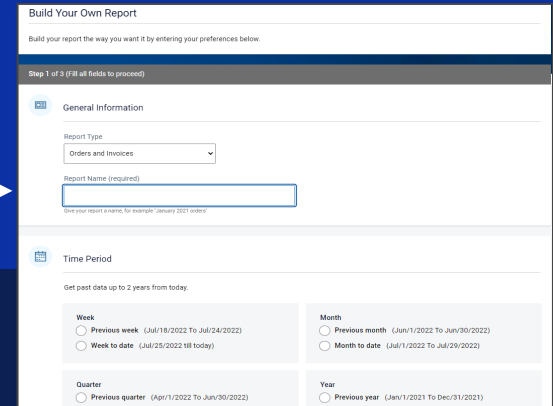 Build Your Own Report
Build your report the way you want it by entering your preferences below.
Step 1 of 3 (Fill all fields to proceed)
General Information
Report Type
Orders and Invoices
Report Name (required)
Give your report a name, for example "January 2021 orders"
Time Period
Get past data up to 2 years from today.
Week
Previous week (Jul/18/2022 To Jul/24/2022)
Week to date (Jul/25/2022 till today)
Month
Previous month (Jun/1/2022 To Jun/30/2022)
Month to date (Jul/1/2022 To Jul/29/2022)
Quarter
Previous quarter (Apr/1/2022 To Jun/30/2022)
Year
Previous year (Jan/1/2021 To Dec/31/2021)